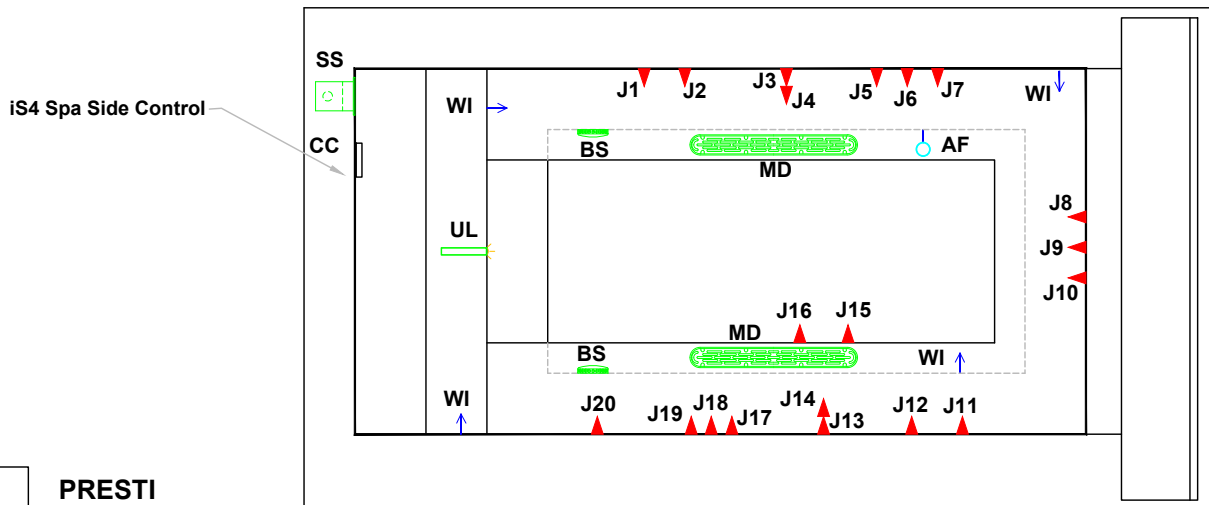 SS
iS4 Spa Side Control
CC
WI
J1
J2
J3
J4
J5
J6
J7
WI
BS
MD
AF
J8
UL
J9
J10
J16
J15
MD
BS
WI
WI
J20
J19
J18
J17
J14
J13
J12
J11
PRESTI